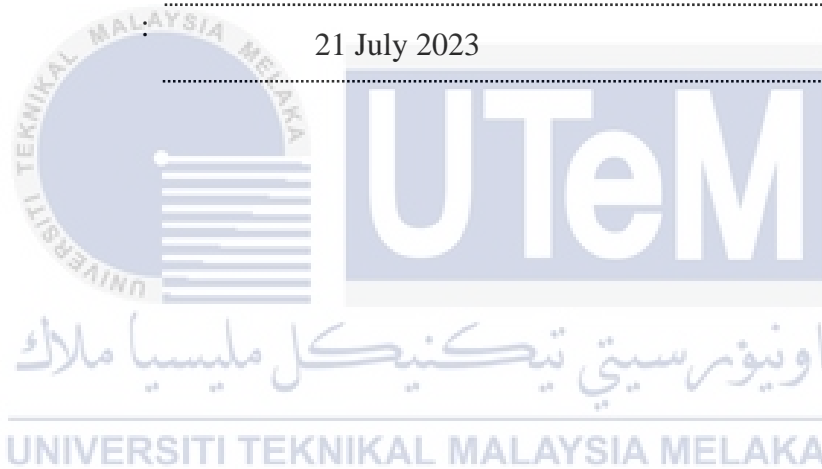 :
21 July 2023
UNIVERSITI TEKNIKAL MALAYSIA MELAKA
UTeM
اونيۏرسيتي تيكنيكل مليسيا ملاك
UNIVERSITI TEKNIKAL MALAYSIA MELAKA